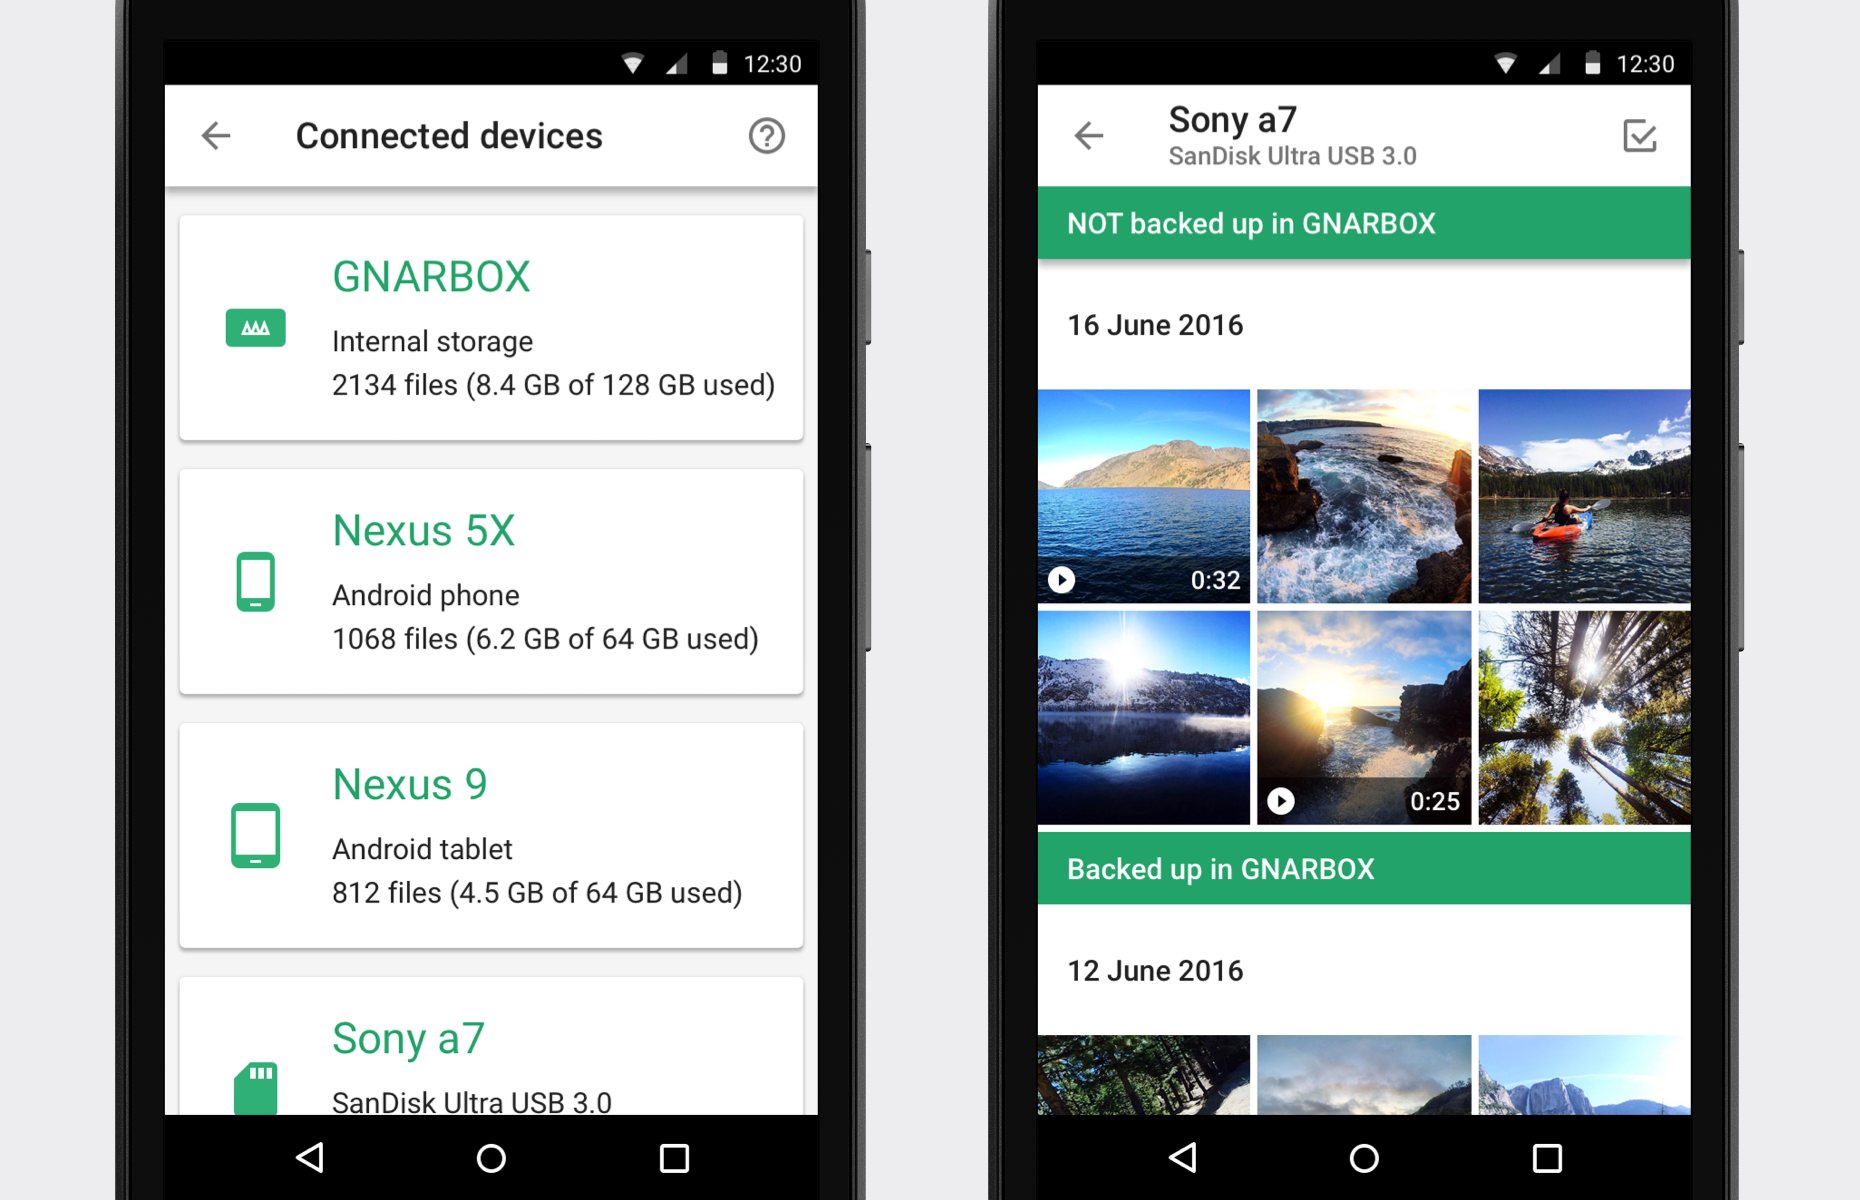 12:30
Connected devices
GNARBOX
Internal storage
2134 files (8.4 GB of 128 GB used)
Nexus 5X
Android phone
1068 files (6.2 GB of 64 GB used)
Nexus 9
Android tablet
812 files (4.5 GB of 64 GB used)
Sony a7
SanDisk Ultra USB 3.0
12:30
Sony a7
SanDisk Ultra USB 3.0
NOT backed up in GNARBOX
16 June 2016
0:32
0:25
Backed up in GNARBOX
12 June 2016